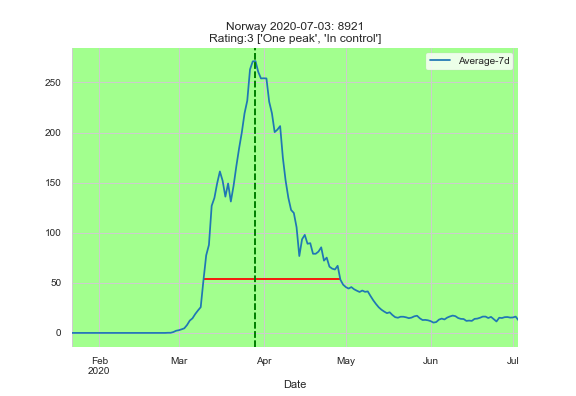 Norway 2020-07-03: 8921
Rating:3 ['One peak', 'In control']
Average-7d
250
200
150
100
50
0
Feb
2020
Mar
Apr
May
Jun
Jul
Date